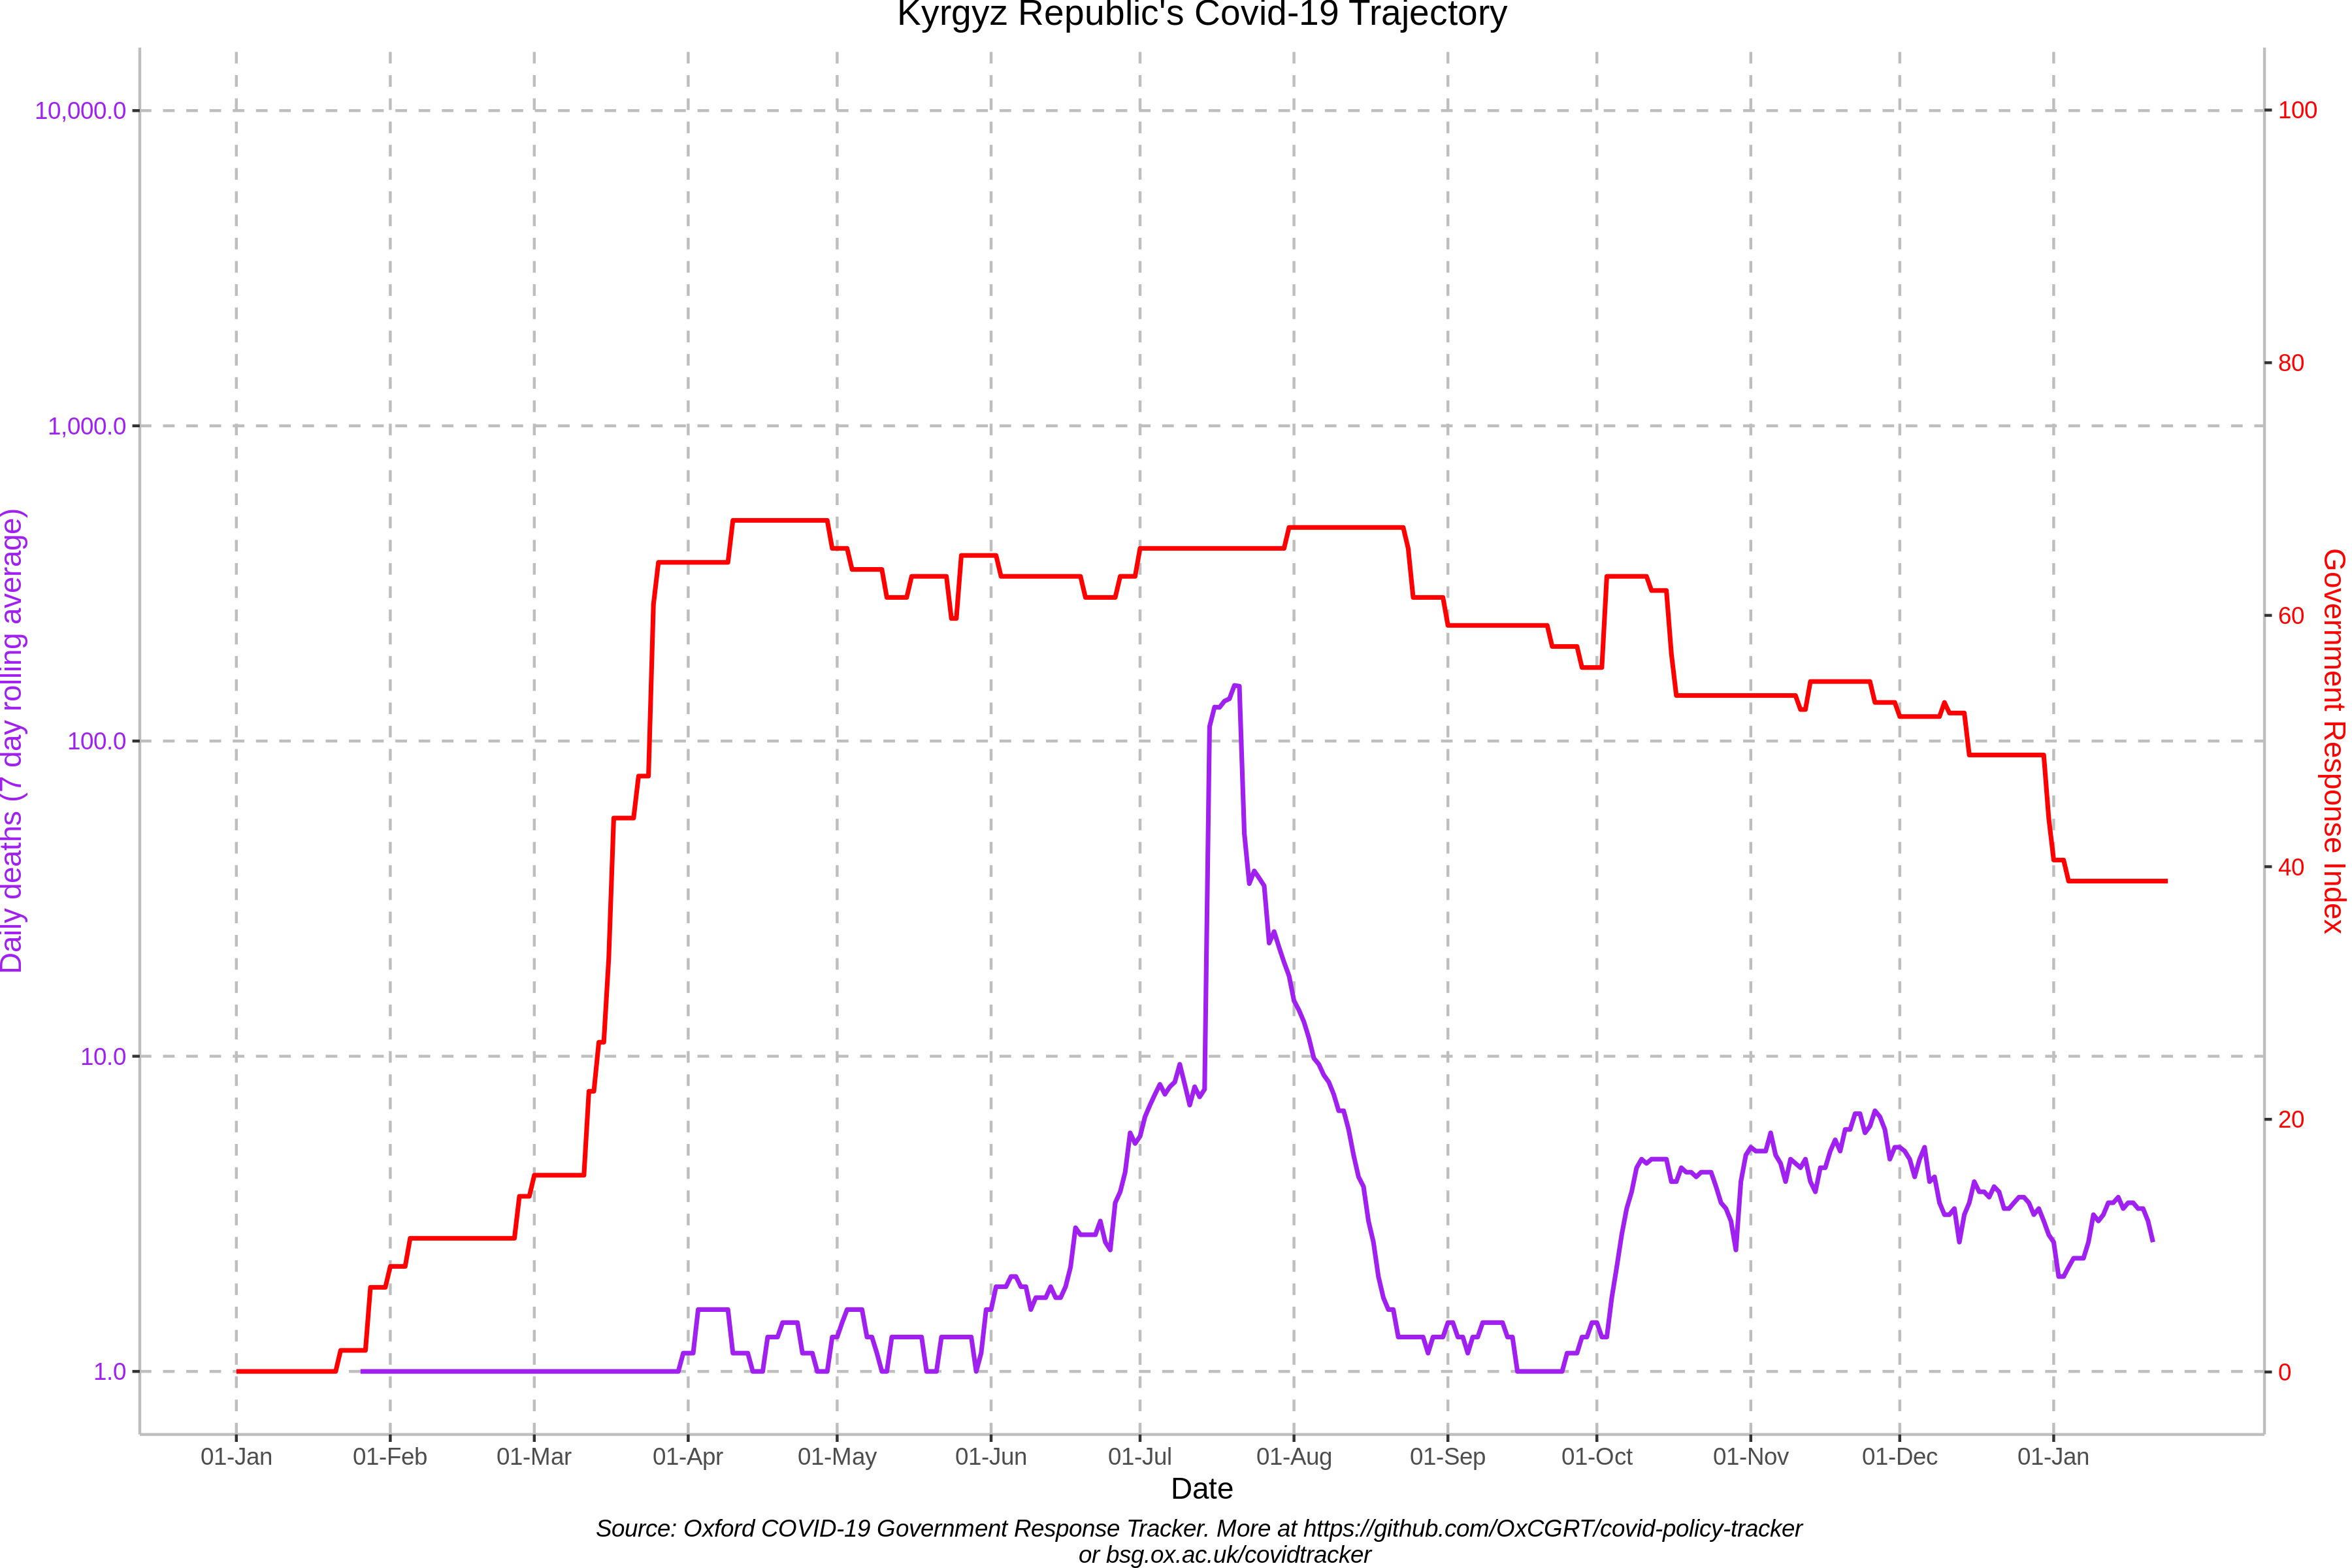 Kyrgyz Republic's Covid-19 Trajectory
10,000.0
1,000.0
100.0
10.0
1.0
Daily deaths (7 day rolling average)
100
80
60
40
20
0
Government Response Index
01-Jan 01-Feb 01-Mar 01-Apr 01-May 01-Jun 01-Jul 01-Aug 01-Sep 01-Oct 01-Nov 01-Dec 01-Jan
Date
Source: Oxford COVID-19 Government Response Tracker. More at https://github.com/OxCGRT/covid-policy-tracker
or bsg.ox.ac.uk/covidtracker